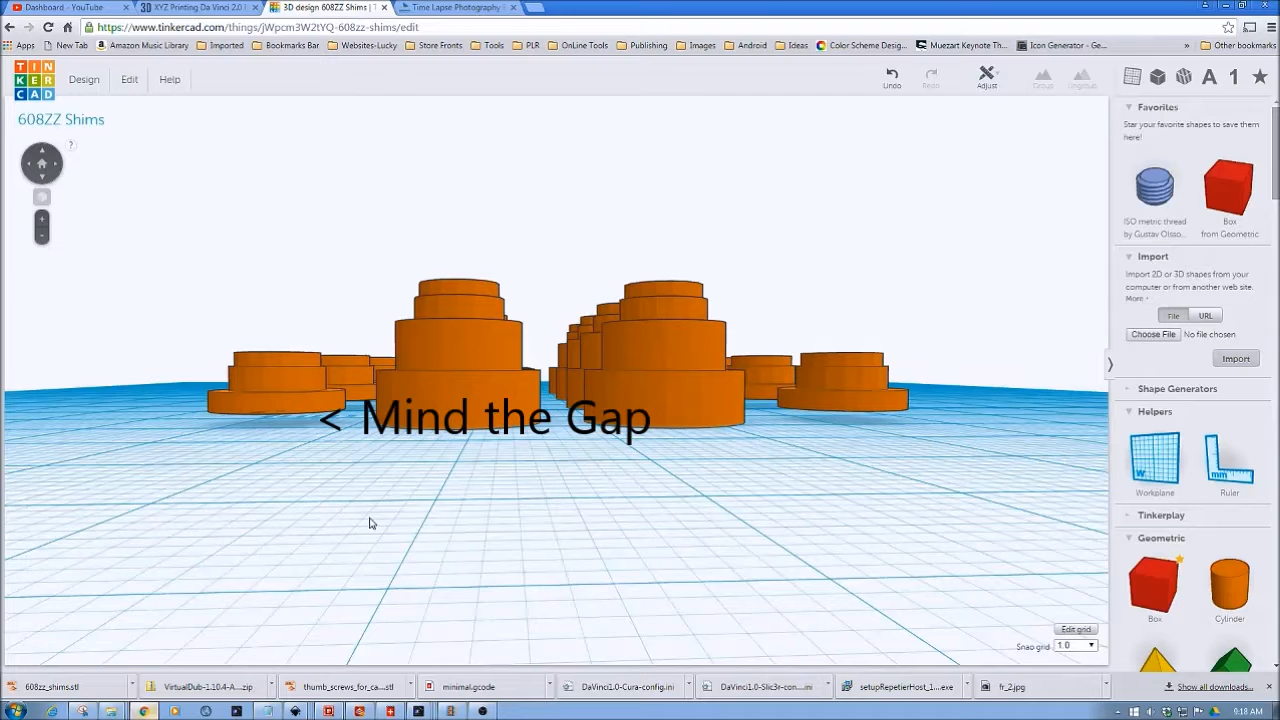 Dashboard - YouTube
XYZ Printing Da Vinci 2.0
3D design 608ZZ Shims | T
Time Lapse Photography E
https://www.tinkercad.com/things/jWpcm3W2tYQ-608zz-shims/edit
Apps
New Tab
Amazon Music Library
Imported
Bookmarks Bar
Websites-Lucky
Store Fronts
Tools
PLR
OnLine Tools
Publishing
Images
Android
Ideas
Color Scheme Design...
Muezart Keynote Th...
Icon Generator - Ge...
»
Other bookmarks
TIN
KER
CAD
Design
Edit
Help
Undo
Redo
Adjust
Group
Ungroup
608ZZ Shims
?
Favorites
Star your favorite shapes to save them
here!
ISO metric thread
by Gustav Olsso...
Box
from Geometric
Import
Import 2D or 3D shapes from your
computer or from another web site.
More
File
URL
Choose File
No file chosen
Import
Shape Generators
Helpers
Workplane
Ruler
Tinkerplay
Geometric
Box
Cylinder
< Mind the Gap
Edit grid
Snap grid
1.0
608zz_shims.stl
VirtualDub-1.10.4-A....zip
thumb_screws_for_ca....stl
minimal.gcode
DaVinci1.0-Cura-config.ini
DaVinci1.0-Slic3r-con....ini
setupRepetierHost_1....exe
fr_2.jpg
Show all downloads...
9:18 AM